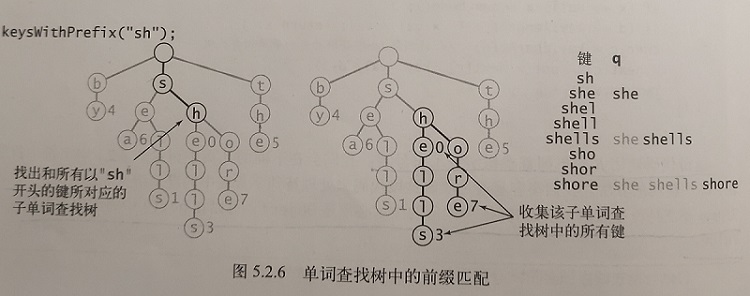 keysWithPrefix("sh");
b
s
t
y 4
e
h
h
a 6
l
e 0
o
e 5
l
l
r
s 1
l
e 7
s 3
找出和所有以"sh"
开头的键所对应的
子单词查找树
b
s
t
y 4
e
h
h
a 6
l
e 0
o
e 5
l
l
r
s 1
l
e 7
s 3
收集该子单词查
找树中的所有键
键 q
sh
she she
shel
shell
shells she shells
sho
shor
shore she shells shore
图 5.2.6 单词查找树中的前缀匹配